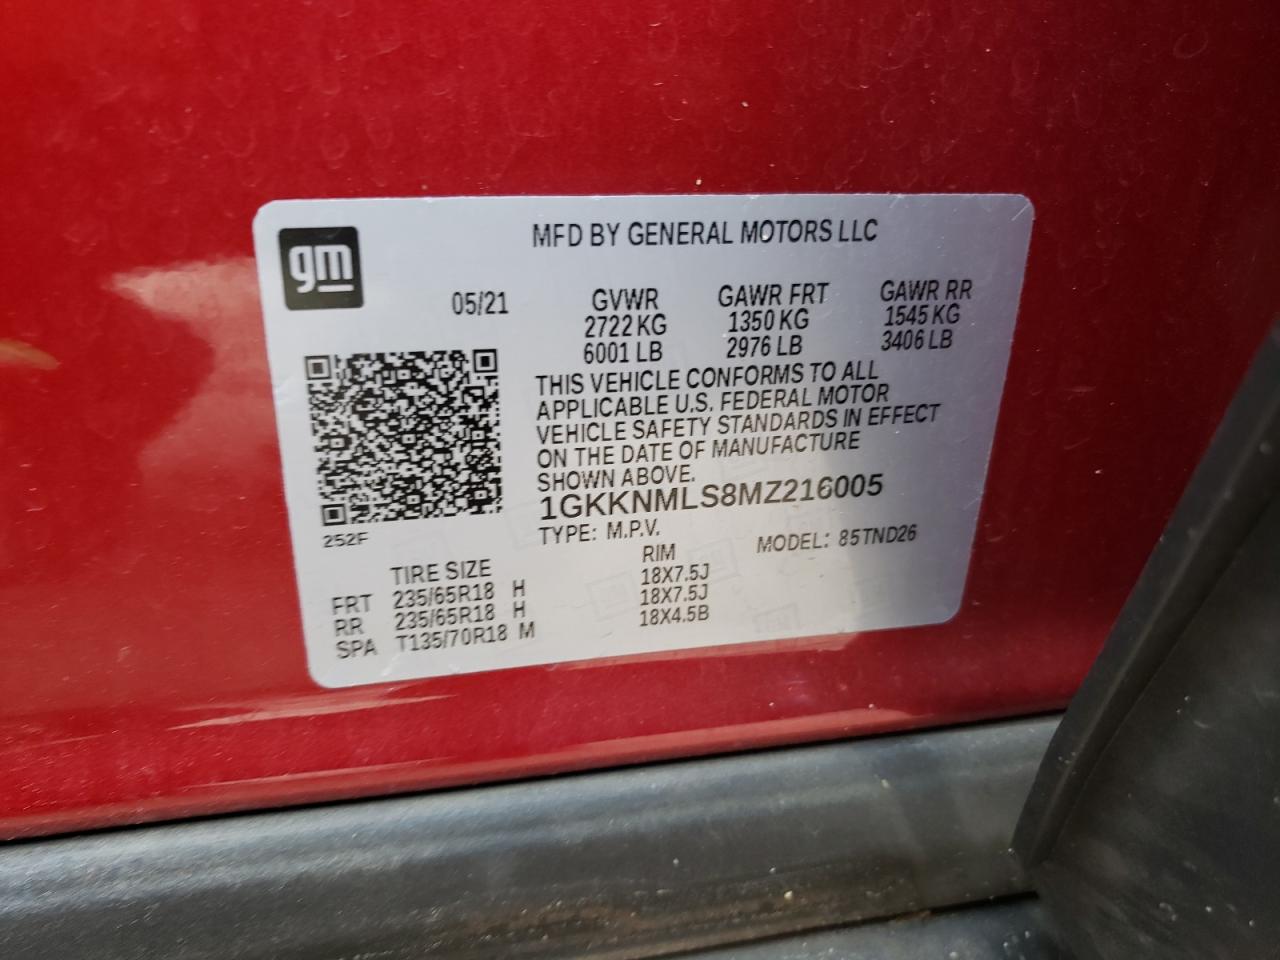 gm
MFD BY GENERAL MOTORS LLC
05/21 GVWR GAWR FRT GAWR RR
2722 KG 1350 KG 1545 KG
6001 LB 2976 LB 3406 LB
THIS VEHICLE CONFORMS TO ALL
APPLICABLE U.S. FEDERAL MOTOR
VEHICLE SAFETY STANDARDS IN EFFECT
ON THE DATE OF MANUFACTURE
SHOWN ABOVE.
1GKKNMLS8MZ216005
252F
TYPE: M.P.V. MODEL: 85TND26
TIRE SIZE RIM
FRT 235/65R18 H 18X7.5J
RR 235/65R18 H 18X7.5J
SPA T135/70R18 M 18X4.5B